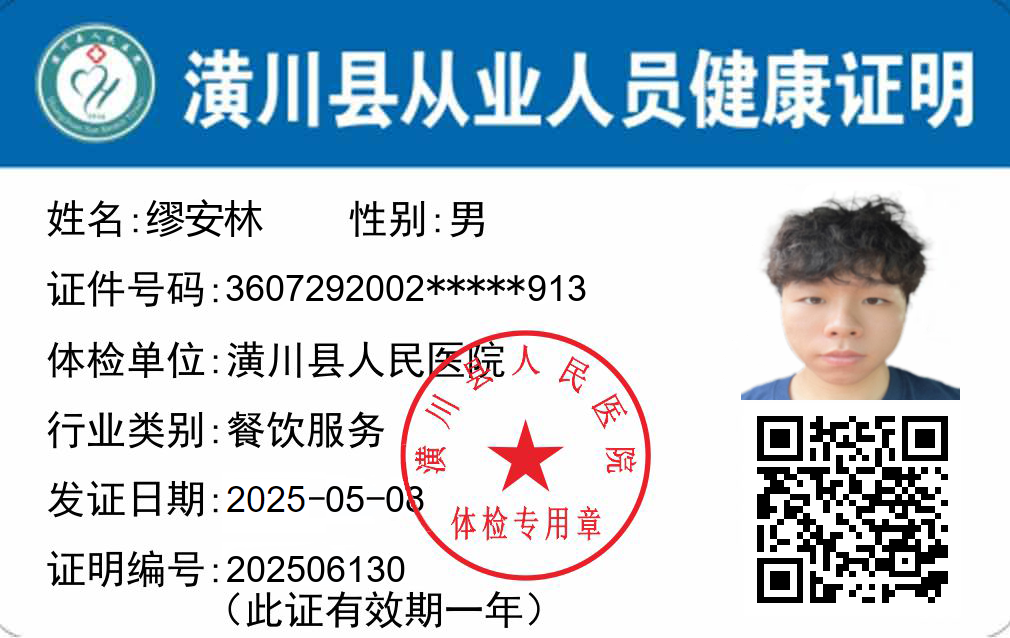 潢川县从业人员健康证明
姓名:缪安林 性别:男
证件号码:3607292002*****913
体检单位:潢川县人民医院
行业类别:餐饮服务
发证日期:2025-05-08
证明编号:202506130
(此证有效期一年)
潢川县人民医院
体检专用章